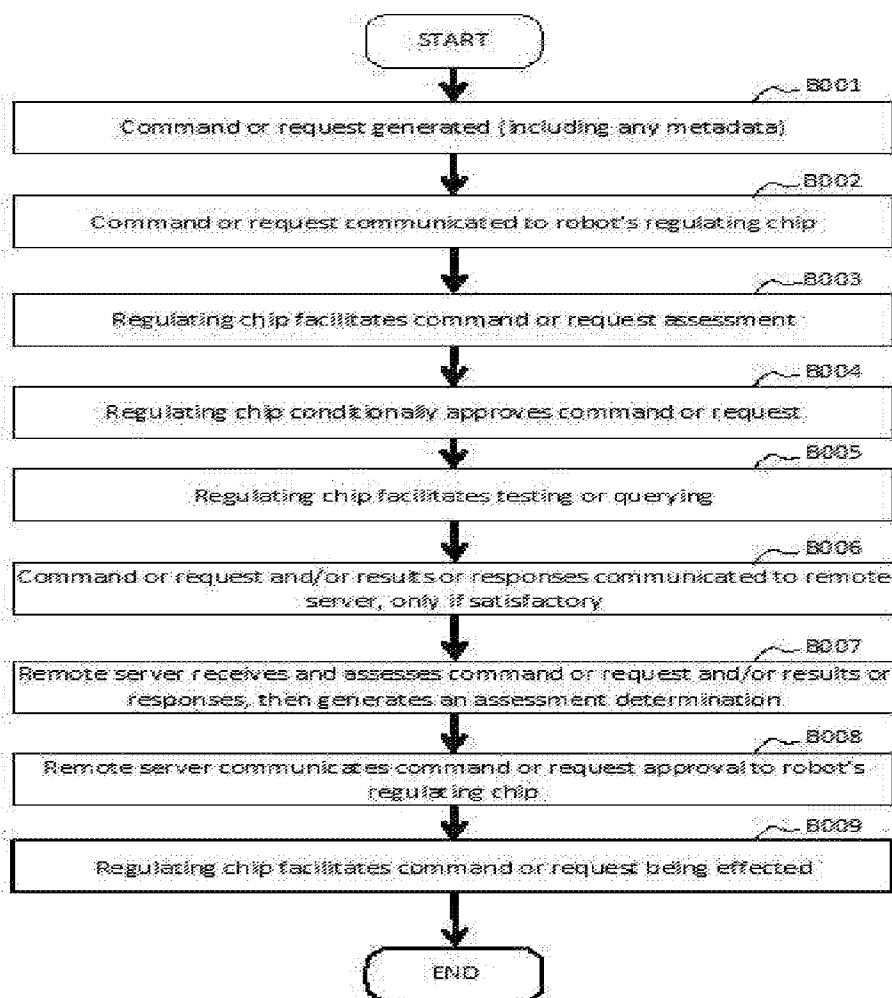 START
B001
Command or request generated (including any metadata)
B002
Command or request communicated to robot's regulating chip
B003
Regulating chip facilitates command or request assessment
B004
Regulating chip conditionally approves command or request
B005
Regulating chip facilitates testing or querying
B006
Command or request and/or results or responses communicated to remote
server, only if satisfactory
B007
Remote server receives and assesses command or request and/or results or
responses, then generates an assessment determination
B008
Remote server communicates command or request approval to robot's
regulating chip
B009
Regulating chip facilitates command or request being effected
END